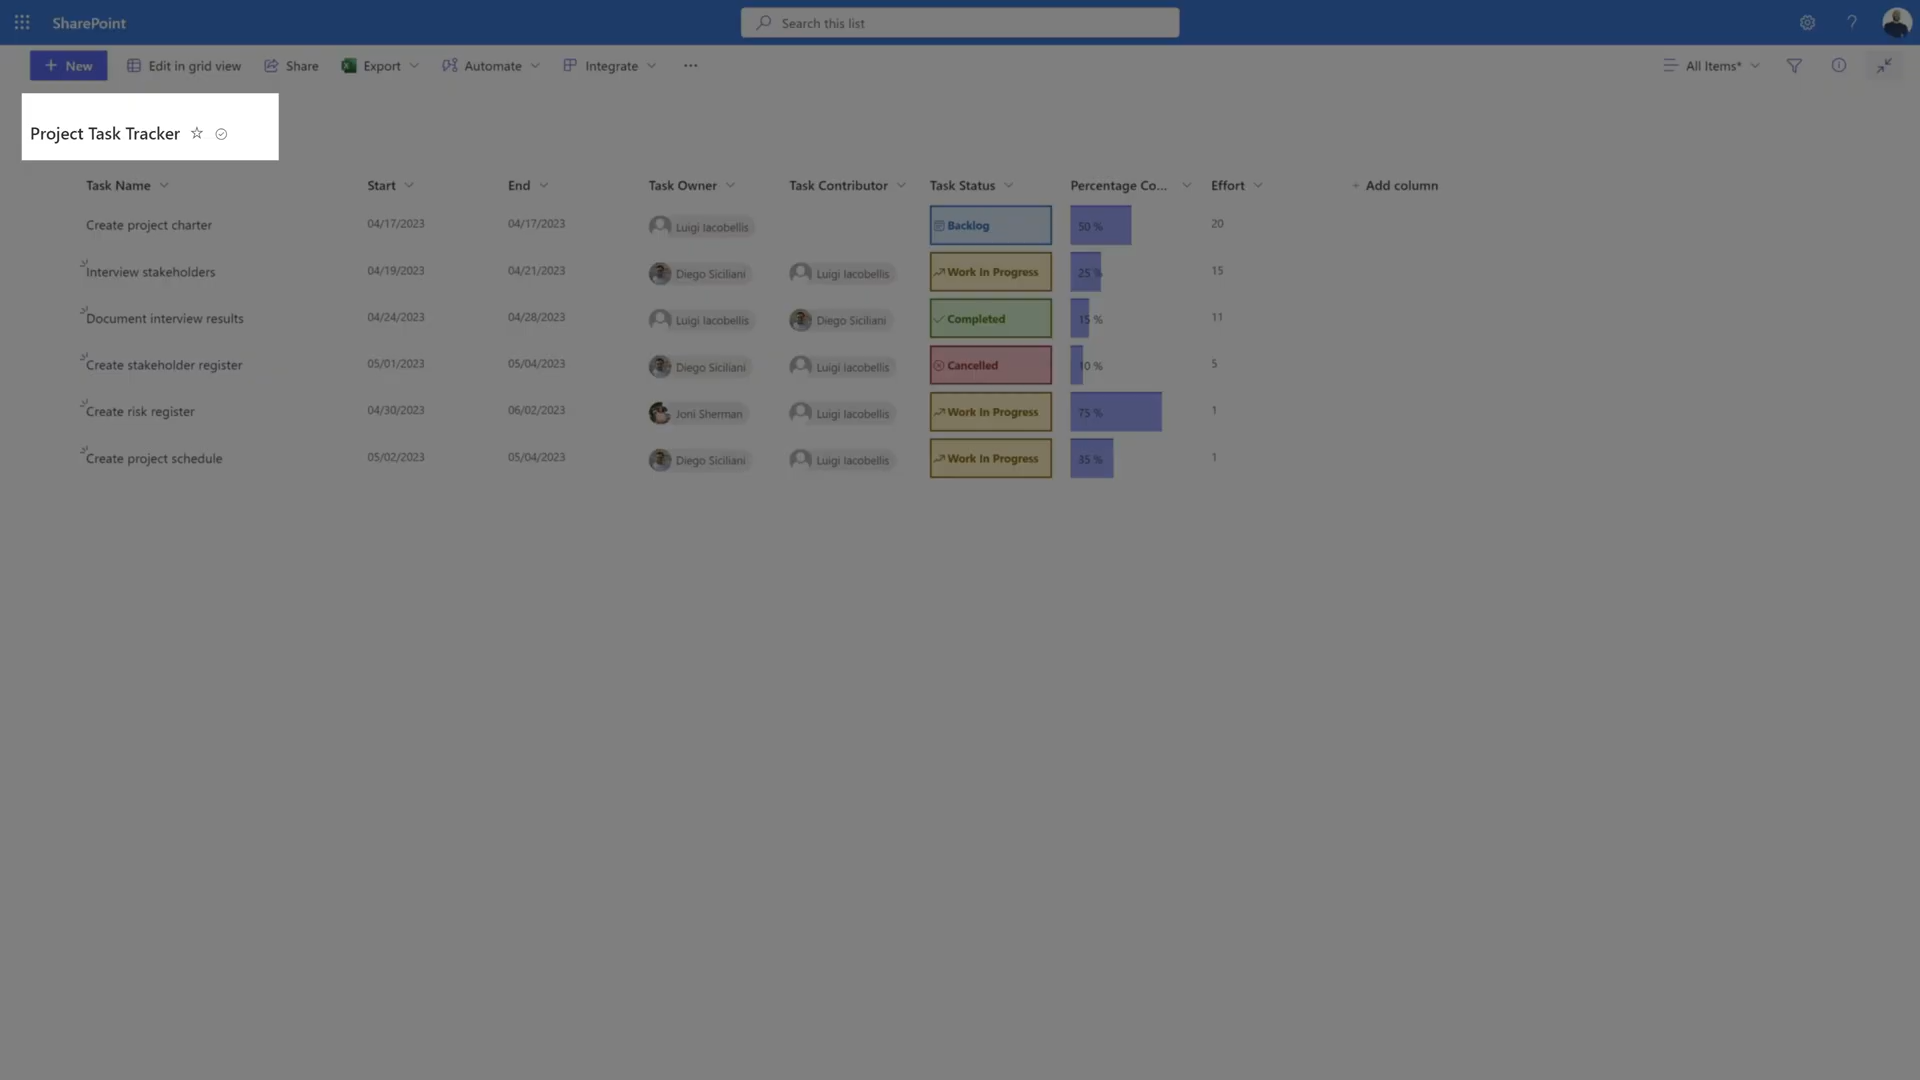 SharePoint
Search this list
New Edit in grid view Share Export Automate Integrate All Items*
Project Task Tracker
Task Name Start End Task Owner Task Contributor Task Status Percentage Co... Effort + Add column
Create project charter 04/17/2023 04/17/2023 Luigi Iacobellis Backlog 50 % 20
Interview stakeholders 04/19/2023 04/21/2023 Diego Siciliani Luigi Iacobellis Work In Progress 25 % 15
Document interview results 04/24/2023 04/28/2023 Luigi Iacobellis Diego Siciliani Completed 15 % 11
Create stakeholder register 05/01/2023 05/04/2023 Diego Siciliani Luigi Iacobellis Cancelled 10 % 5
Create risk register 04/30/2023 06/02/2023 Joni Sherman Luigi Iacobellis Work In Progress 75 % 1
Create project schedule 05/02/2023 05/04/2023 Diego Siciliani Luigi Iacobellis Work In Progress 35 % 1